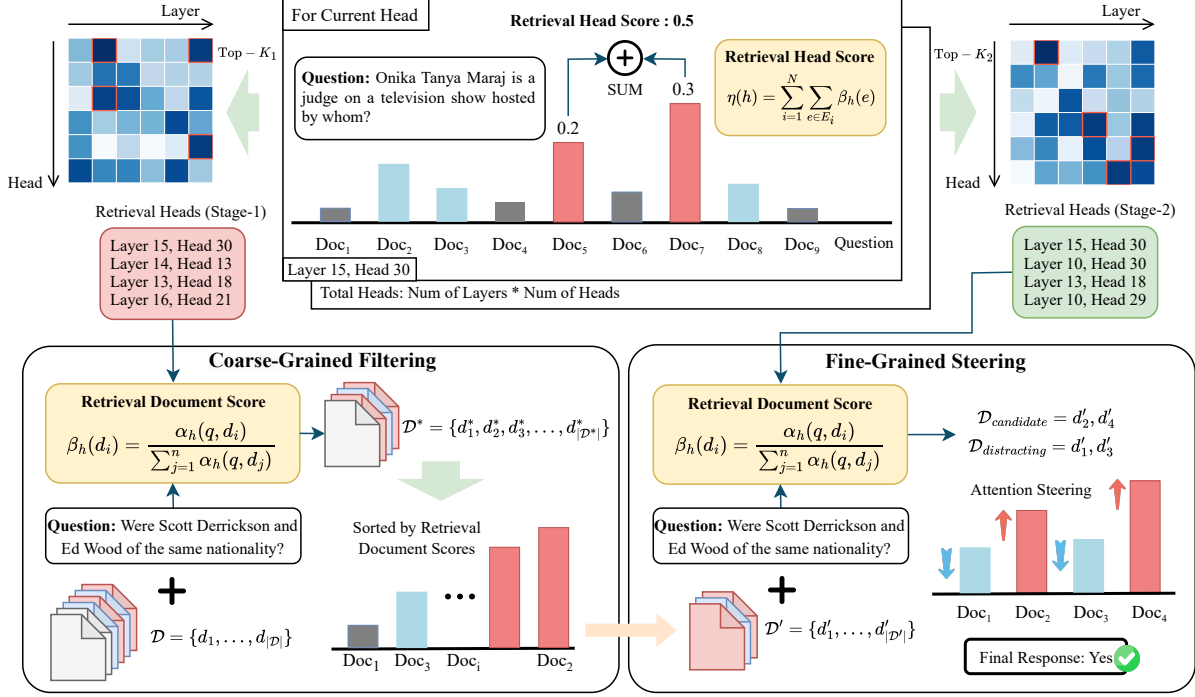 Layer
Top − K₁
Head
Retrieval Heads (Stage-1)
Layer 15, Head 30
Layer 14, Head 13
Layer 13, Head 18
Layer 16, Head 21
For Current Head
Retrieval Head Score : 0.5
Question: Onika Tanya Maraj is a
judge on a television show hosted
by whom?
SUM
0.2
0.3
Retrieval Head Score
η(h) = ∑_{i=1}^{N} ∑_{e∈E_i} β_h(e)
Doc₁ Doc₂ Doc₃ Doc₄ Doc₅ Doc₆ Doc₇ Doc₈ Doc₉ Question
Layer 15, Head 30
Total Heads: Num of Layers * Num of Heads
Layer
Top − K₂
Head
Retrieval Heads (Stage-2)
Layer 15, Head 30
Layer 10, Head 30
Layer 13, Head 18
Layer 10, Head 29
Coarse-Grained Filtering
Retrieval Document Score
β_h(d_i) = α_h(q, d_i) / ∑_{j=1}^{n} α_h(q, d_j)
𝒟* = {d₁*, d₂*, d₃*, . . . , d*_{|𝒟*|}}
Question: Were Scott Derrickson and
Ed Wood of the same nationality?
𝒟 = {d₁, . . . , d_{|𝒟|}}
Sorted by Retrieval
Document Scores
Doc₁ Doc₃ Docᵢ Doc₂
Fine-Grained Steering
Retrieval Document Score
β_h(d_i) = α_h(q, d_i) / ∑_{j=1}^{n} α_h(q, d_j)
𝒟_{candidate} = d′₂, d′₄
𝒟_{distracting} = d′₁, d′₃
Question: Were Scott Derrickson and
Ed Wood of the same nationality?
𝒟′ = {d′₁, . . . , d′_{|𝒟′|}}
Attention Steering
Doc₁ Doc₂ Doc₃ Doc₄
Final Response: Yes